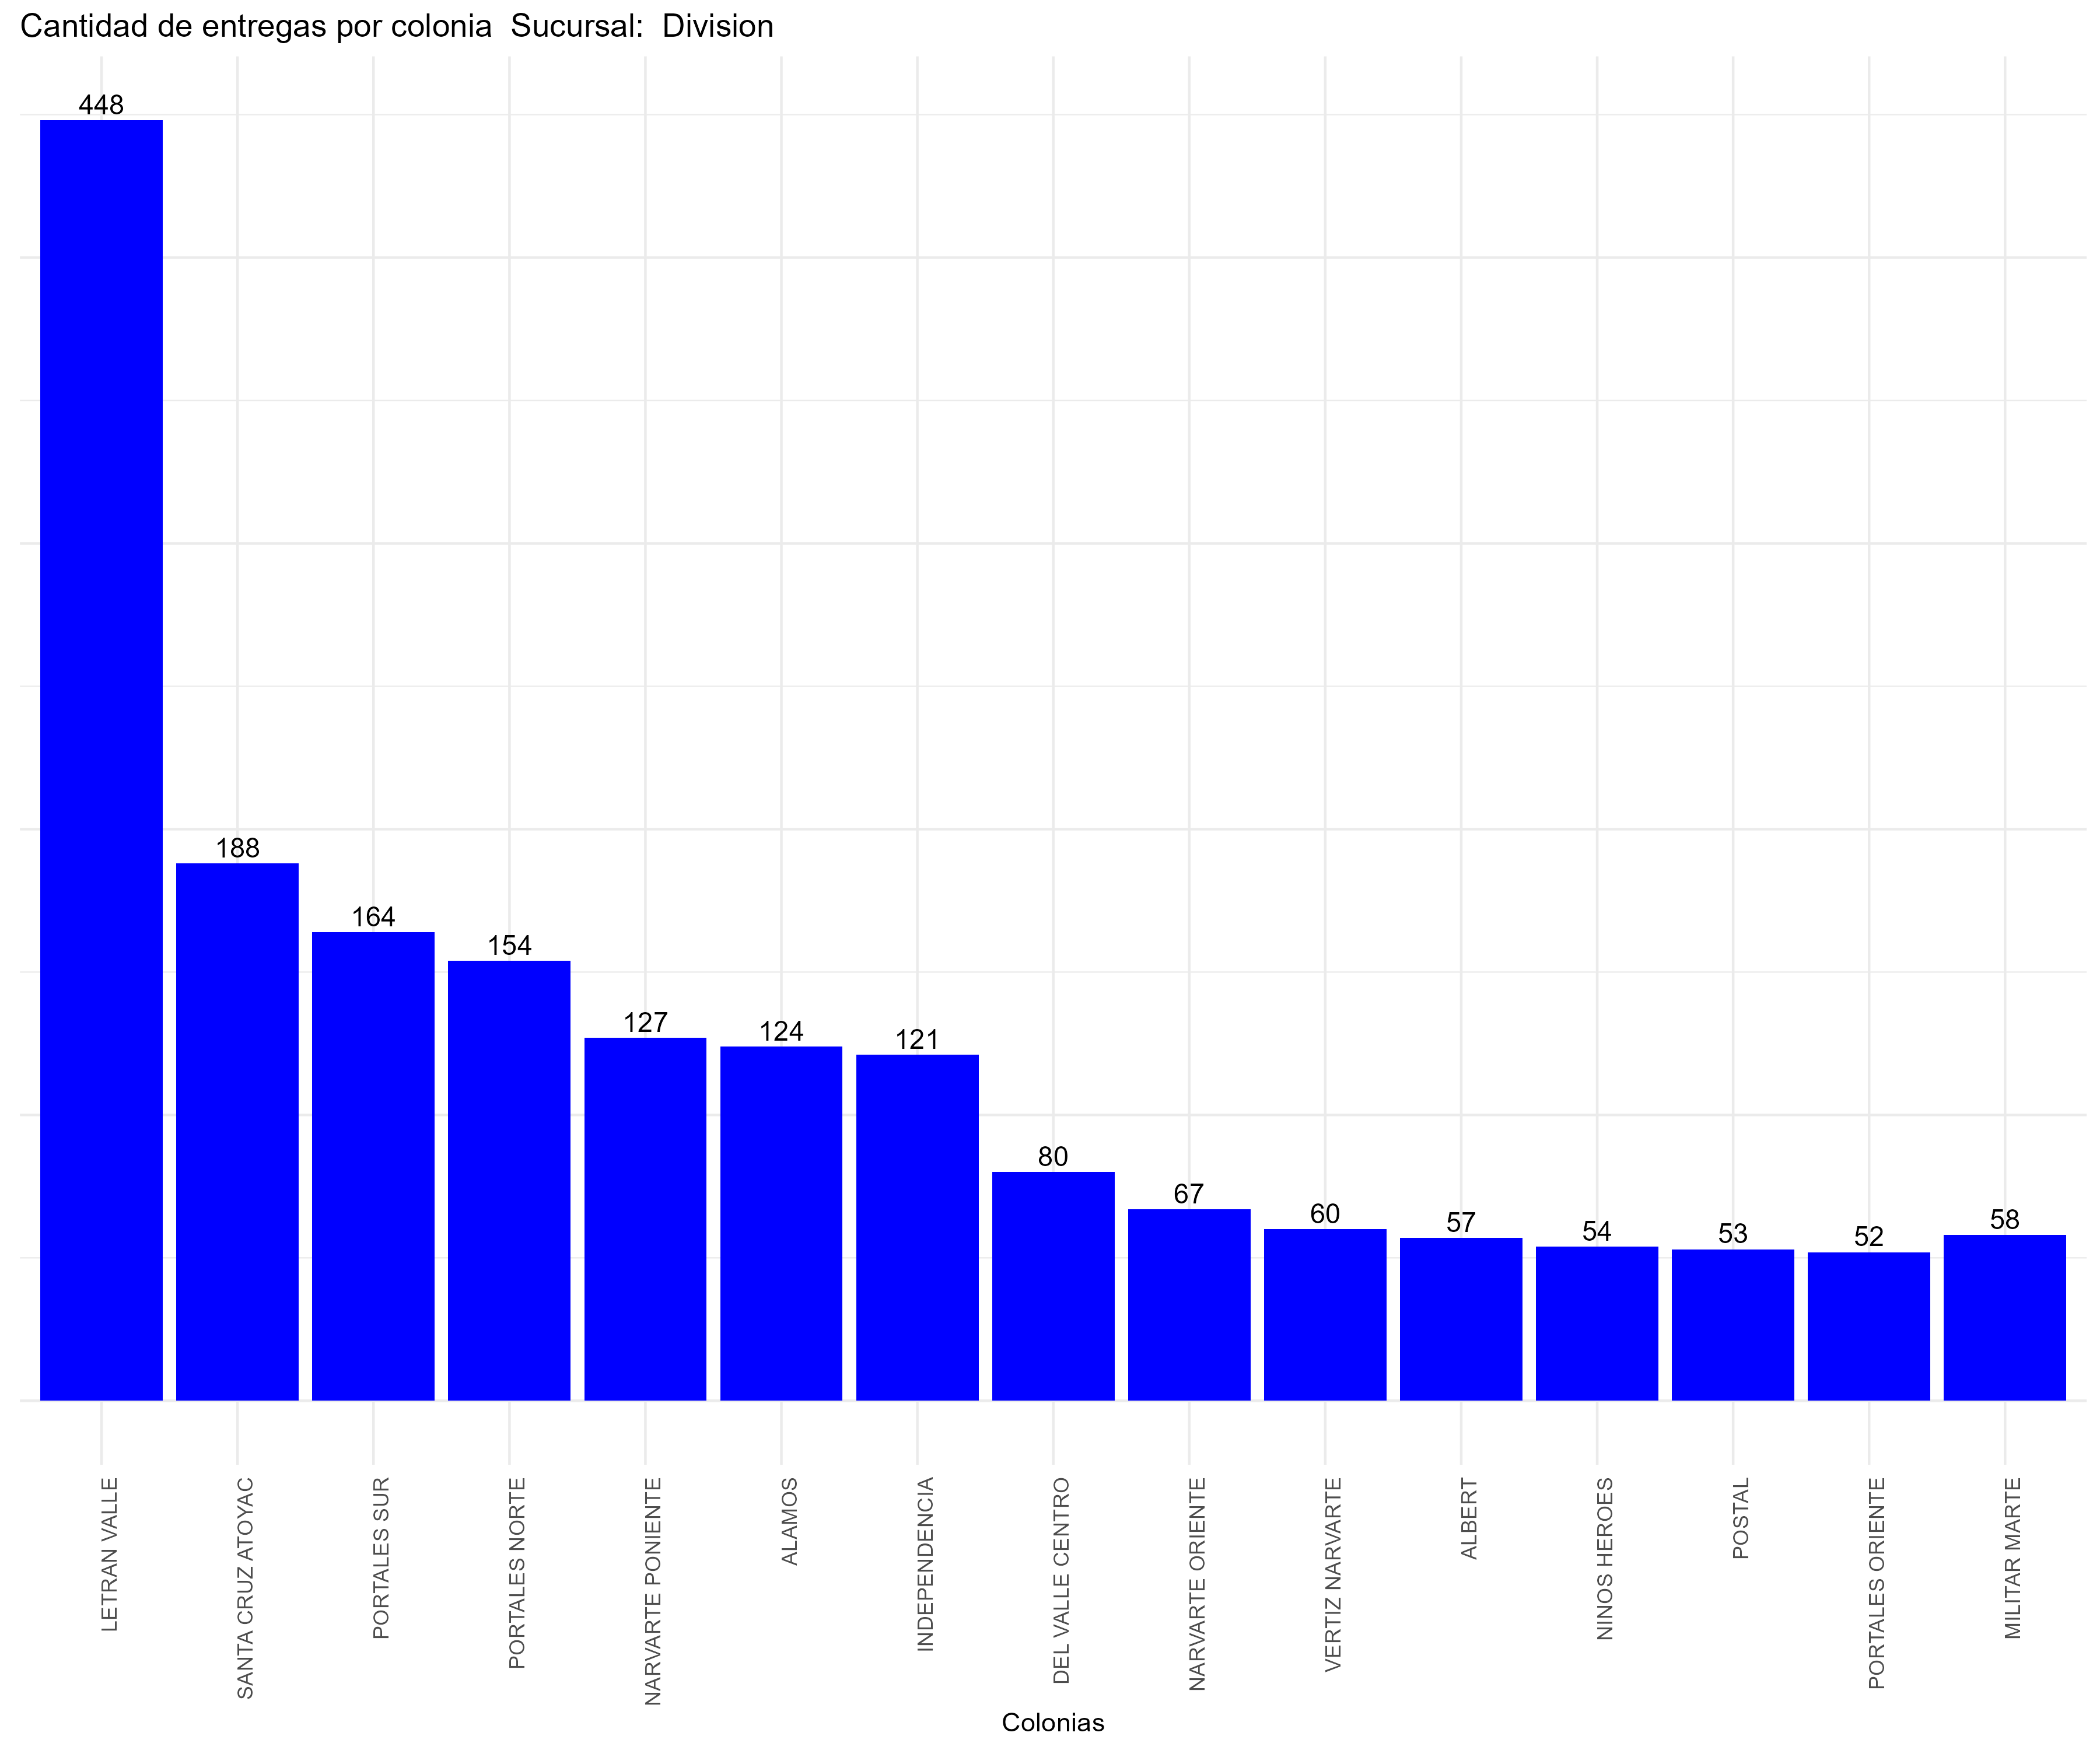 Cantidad de entregas por colonia  Sucursal:  Division
448
188
164
154
127
124
121
80
67
60
57
54
53
52
58
LETRAN VALLE
SANTA CRUZ ATOYAC
PORTALES SUR
PORTALES NORTE
NARVARTE PONIENTE
ALAMOS
INDEPENDENCIA
DEL VALLE CENTRO
NARVARTE ORIENTE
VERTIZ NARVARTE
ALBERT
NINOS HEROES
POSTAL
PORTALES ORIENTE
MILITAR MARTE
Colonias